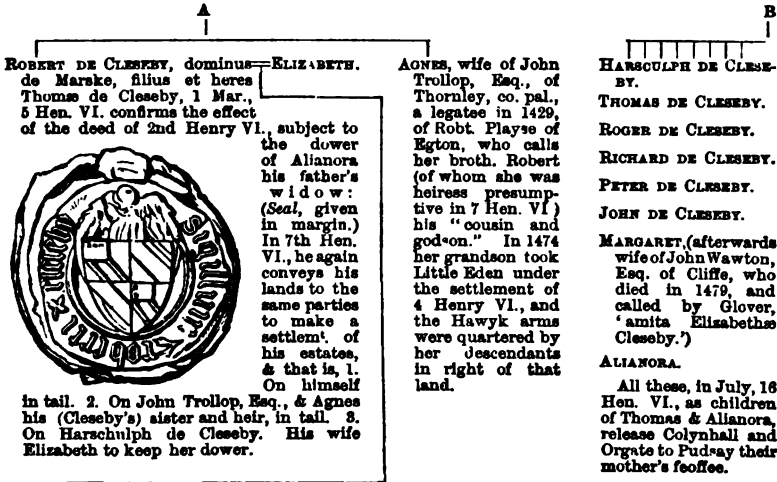 A
B
ROBERT DE CLESEBY, dominus
de Marske, filius et heres
Thomæ de Cleseby, 1 Mar.,
5 Hen. VI. confirms the effect
of the deed of 2nd Henry VI., subject to
the dower
of Alianora
his father's
widow:
(Seal, given
in margin.)
In 7th Hen.
VI., he again
conveys his
lands to the
same parties
to make a
settlemt. of
his estates,
& that is, 1.
On himself
in tail. 2. On John Trollop, Esq., & Agnes
his (Cleseby's) sister and heir, in tail. 3.
On Harschulph de Cleseby. His wife
Elizabeth to keep her dower.
ELIZABETH.
AGNES, wife of John
Trollop, Esq., of
Thornley, co. pal.,
a legatee in 1429,
of Robt. Playse of
Egton, who calls
her broth. Robert
(of whom she was
heiress presump-
tive in 7 Hen. VI)
his "cousin and
godson." In 1474
her grandson took
Little Eden under
the settlement of
4 Henry VI., and
the Hawyk arms
were quartered by
her descendants
in right of that
land.
HARSCULPH DE CLESE-
BY.
THOMAS DE CLESEBY.
ROGER DE CLESEBY.
RICHARD DE CLESEBY.
PETER DE CLESEBY.
JOHN DE CLESEBY.
MARGARET, (afterwards
wife of John Wawton,
Esq. of Cliffe, who
died in 1479, and
called by Glover,
'amita Elizabethæ
Cleseby.')
ALIANORA.
All these, in July, 16
Hen. VI., as children
of Thomas & Alianora,
release Colynhall and
Orgate to Pudsay their
mother's feoffee.